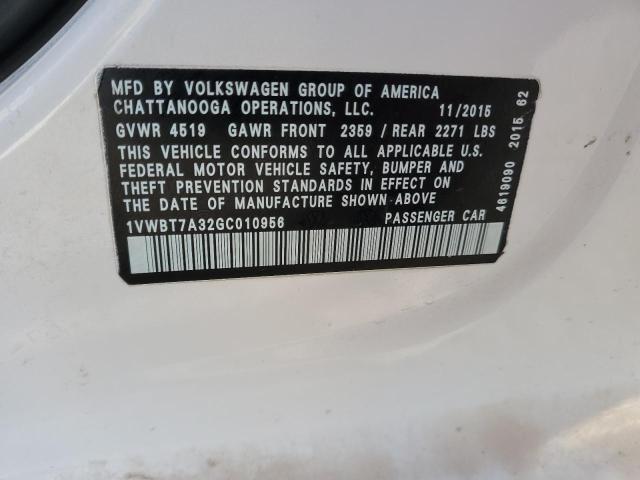 MFD BY VOLKSWAGEN GROUP OF AMERICA
CHATTANOOGA OPERATIONS, LLC. 11/2015
GVWR 4519 GAWR FRONT 2359 / REAR 2271 LBS
THIS VEHICLE CONFORMS TO ALL APPLICABLE U.S.
FEDERAL MOTOR VEHICLE SAFETY, BUMPER AND
THEFT PREVENTION STANDARDS IN EFFECT ON
THE DATE OF MANUFACTURE SHOWN ABOVE
1VWBT7A32GC010956 PASSENGER CAR
4619090 2015 62